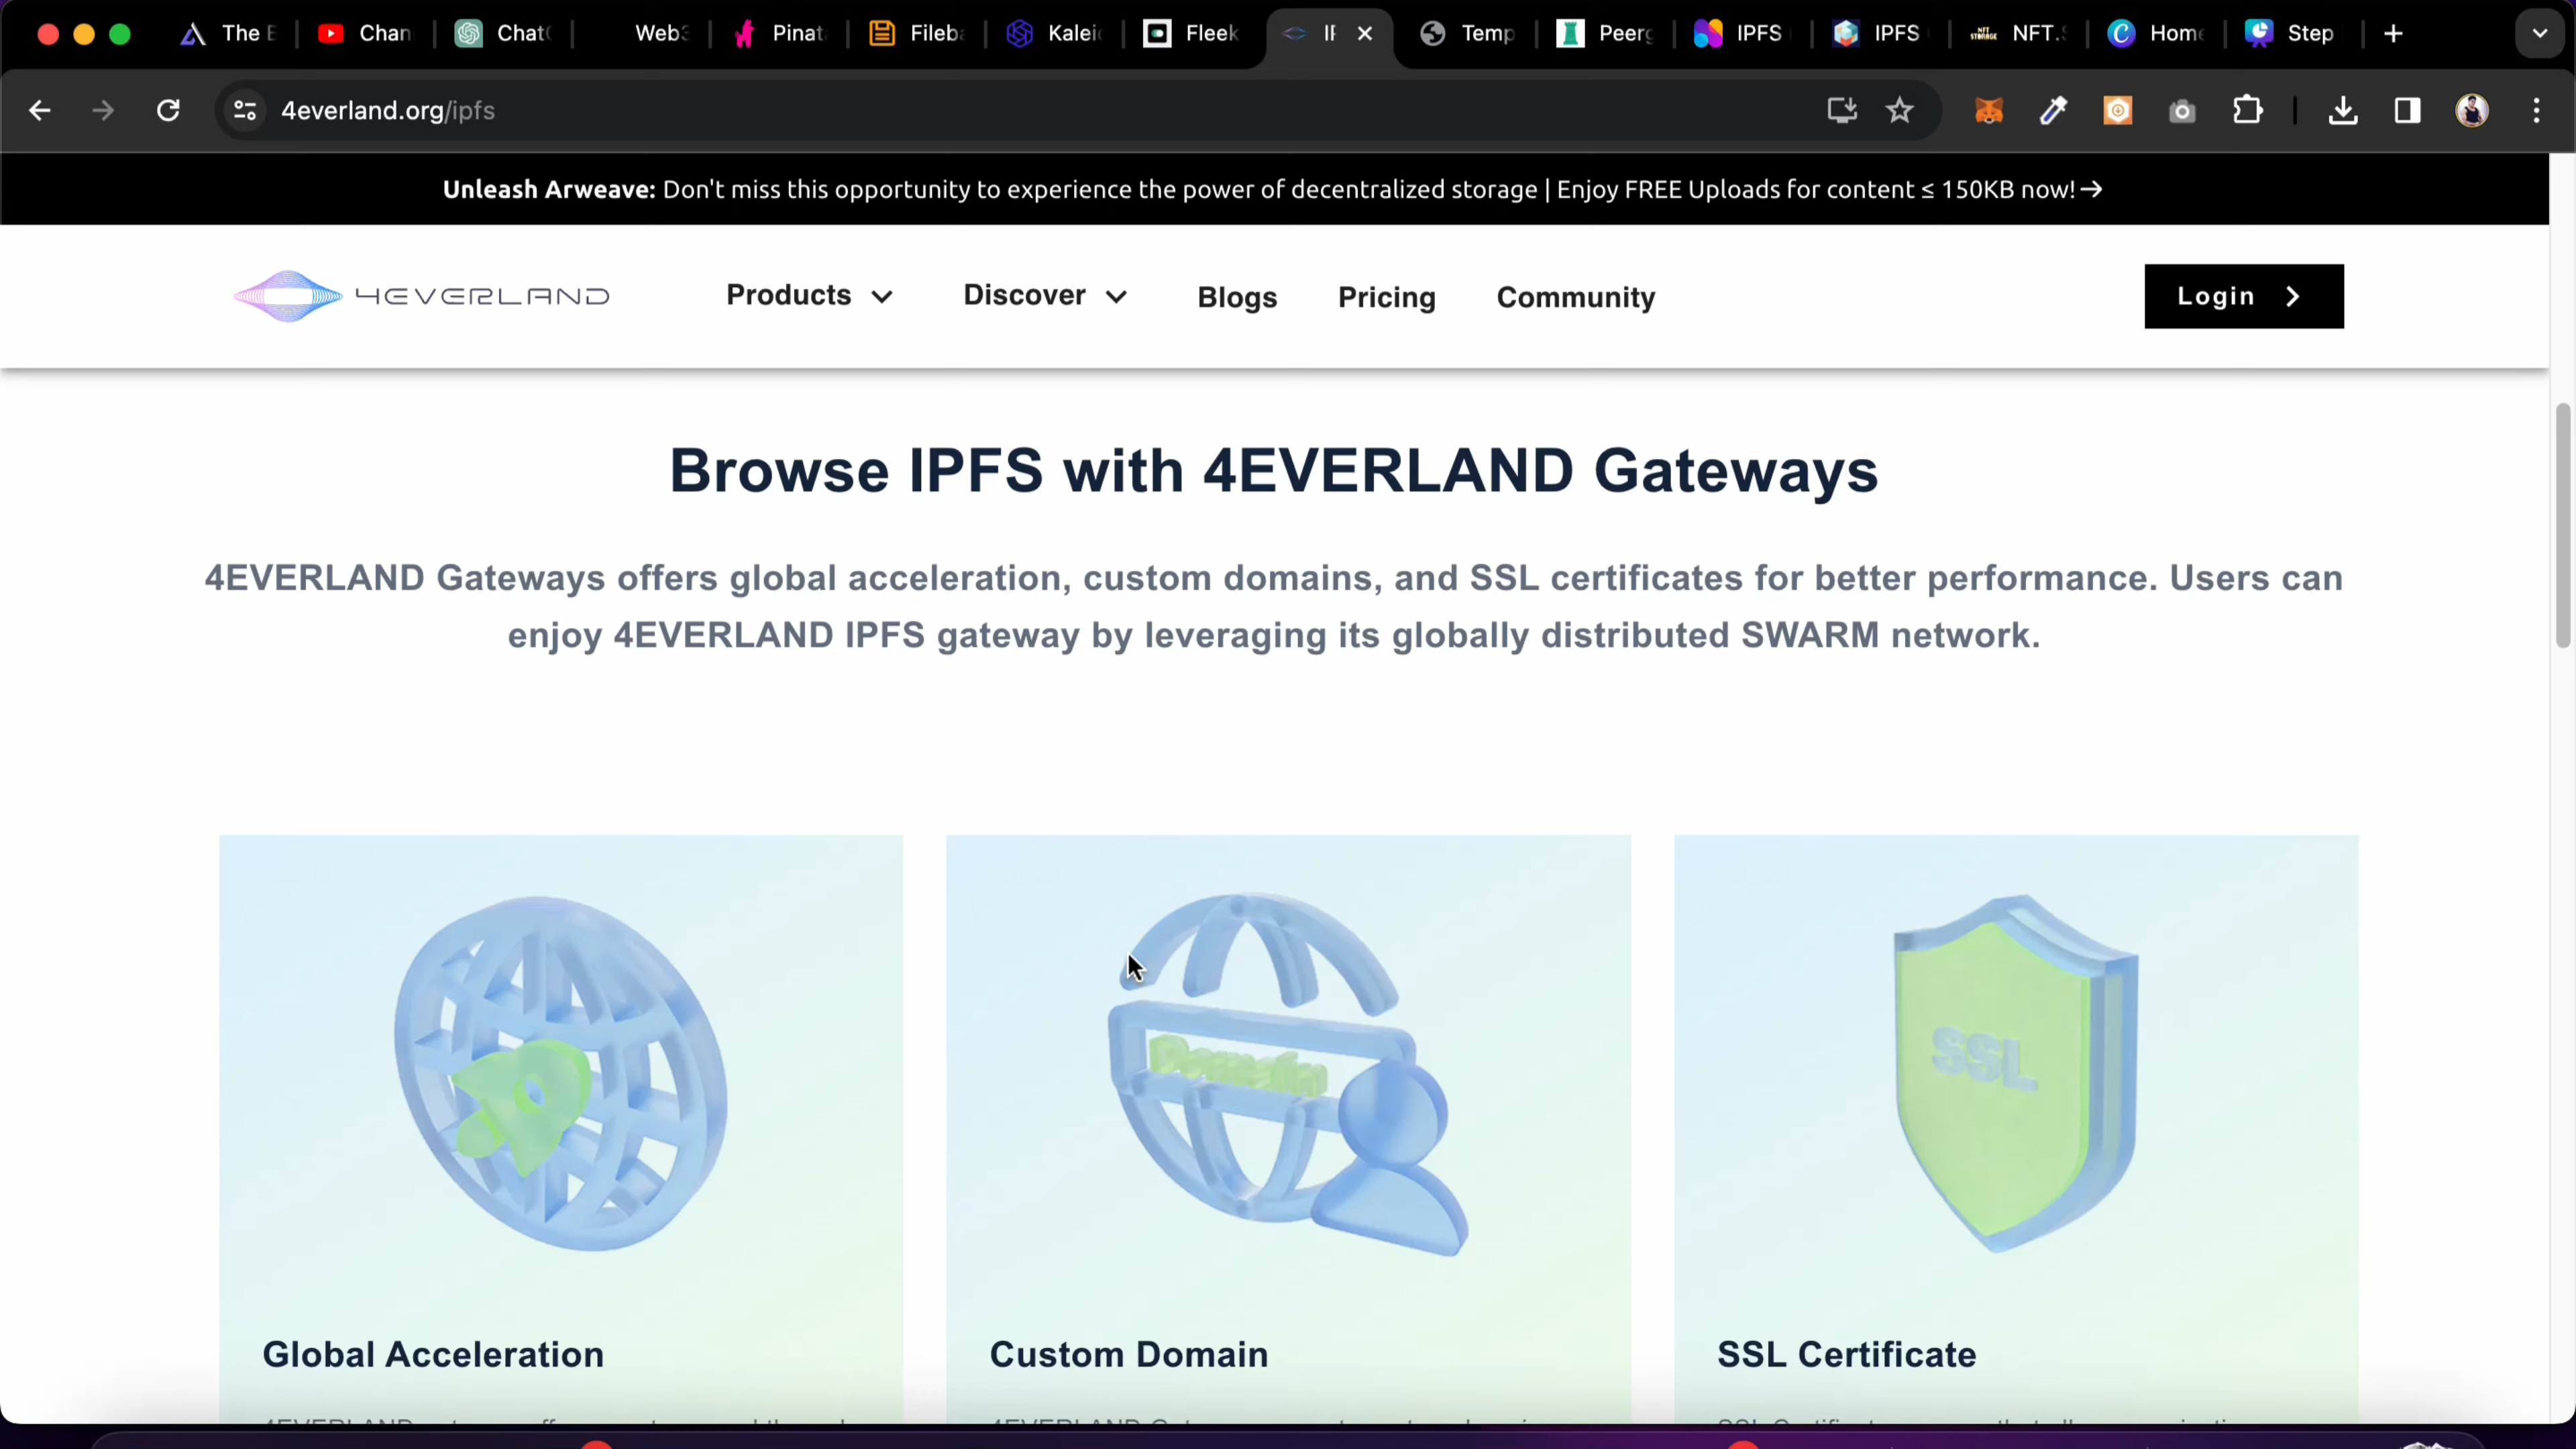 The
Chan
Chat
Web3
Pinat
Fileb
Kalei
Fleek
Temp
Peer
IPFS
IPFS
NFT.
Home
Step
4everland.org/ipfs
Unleash Arweave: Don't miss this opportunity to experience the power of decentralized storage | Enjoy FREE Uploads for content ≤ 150KB now!→
4EVERLAND
Products
Discover
Blogs
Pricing
Community
Login
Browse IPFS with 4EVERLAND Gateways
4EVERLAND Gateways offers global acceleration, custom domains, and SSL certificates for better performance. Users can
enjoy 4EVERLAND IPFS gateway by leveraging its globally distributed SWARM network.
Domain
SSL
Global Acceleration
Custom Domain
SSL Certificate